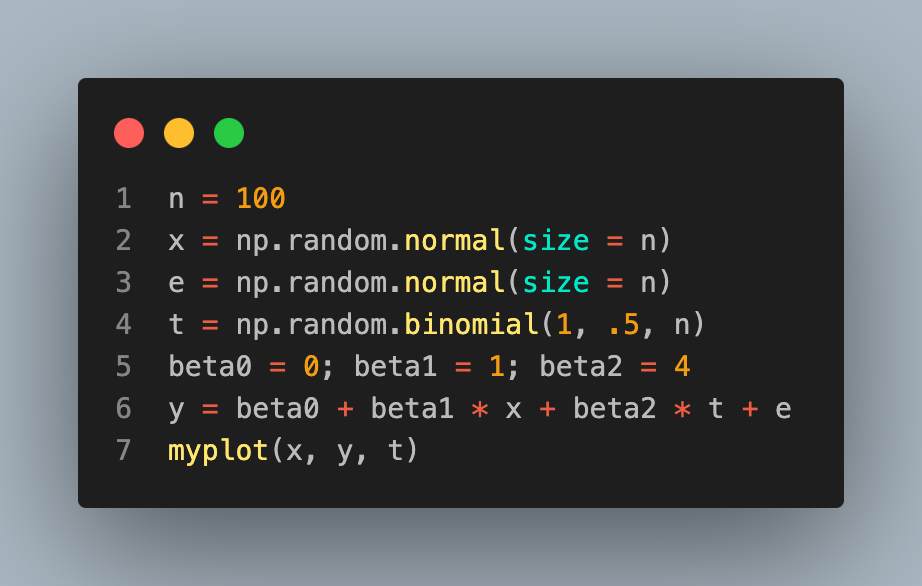 1 n = 100
2 x = np.random.normal(size = n)
3 e = np.random.normal(size = n)
4 t = np.random.binomial(1, .5, n)
5 beta0 = 0; beta1 = 1; beta2 = 4
6 y = beta0 + beta1 * x + beta2 * t + e
7 myplot(x, y, t)